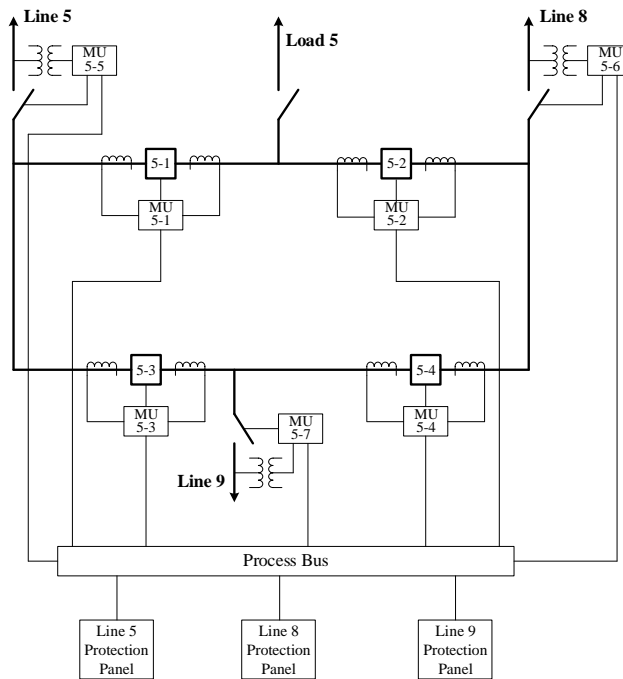 Line 5
Load 5
Line 8
MU
5-5
MU
5-6
5-1
5-2
MU
5-1
MU
5-2
5-3
5-4
MU
5-3
MU
5-7
MU
5-4
Line 9
Process Bus
Line 5
Protection
Panel
Line 8
Protection
Panel
Line 9
Protection
Panel